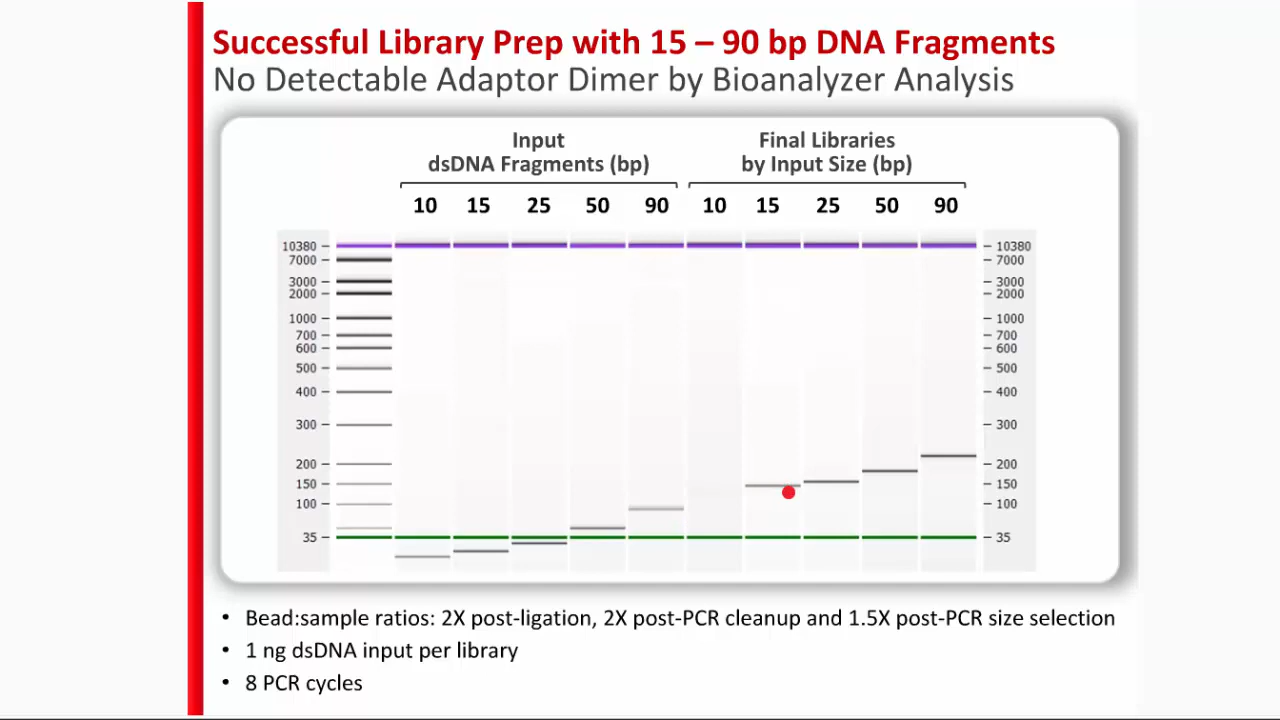 Successful Library Prep with 15 – 90 bp DNA Fragments
No Detectable Adaptor Dimer by Bioanalyzer Analysis
Input
dsDNA Fragments (bp)
Final Libraries
by Input Size (bp)
10 15 25 50 90 10 15 25 50 90
10380 10380
7000 7000
3000 3000
2000 2000
1000 1000
700 700
600 600
500 500
400 400
300 300
200 200
150 150
100 100
35 35
• Bead:sample ratios: 2X post-ligation, 2X post-PCR cleanup and 1.5X post-PCR size selection
• 1 ng dsDNA input per library
• 8 PCR cycles